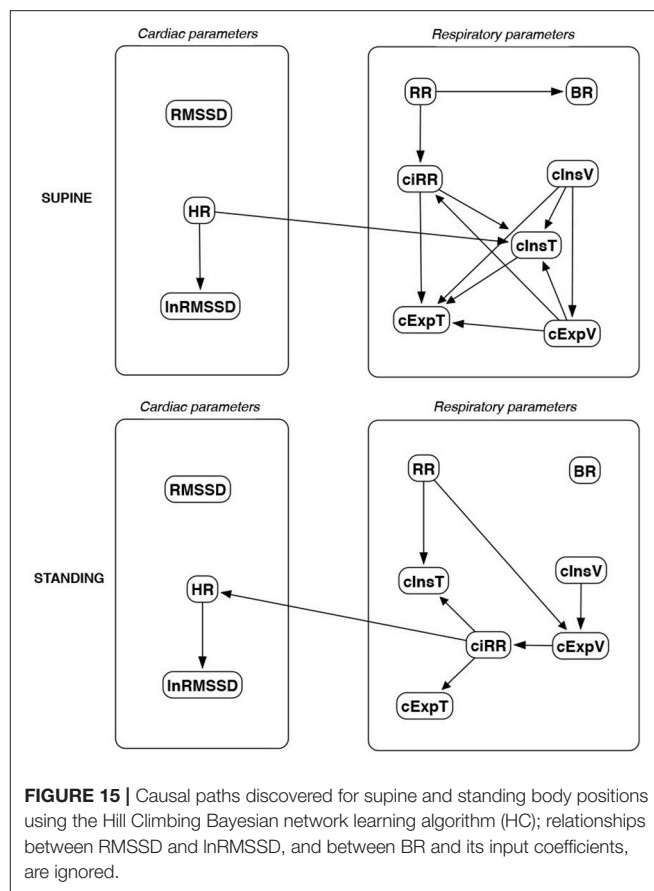 Cardiac parameters
Respiratory parameters
SUPINE
RMSSD
HR
lnRMSSD
RR
BR
ciRR
cInsV
cInsT
cExpT
cExpV
Cardiac parameters
Respiratory parameters
STANDING
RMSSD
HR
lnRMSSD
RR
BR
cInsT
cInsV
ciRR
cExpV
cExpT
FIGURE 15 | Causal paths discovered for supine and standing body positions
using the Hill Climbing Bayesian network learning algorithm (HC); relationships
between RMSSD and lnRMSSD, and between BR and its input coefficients,
are ignored.